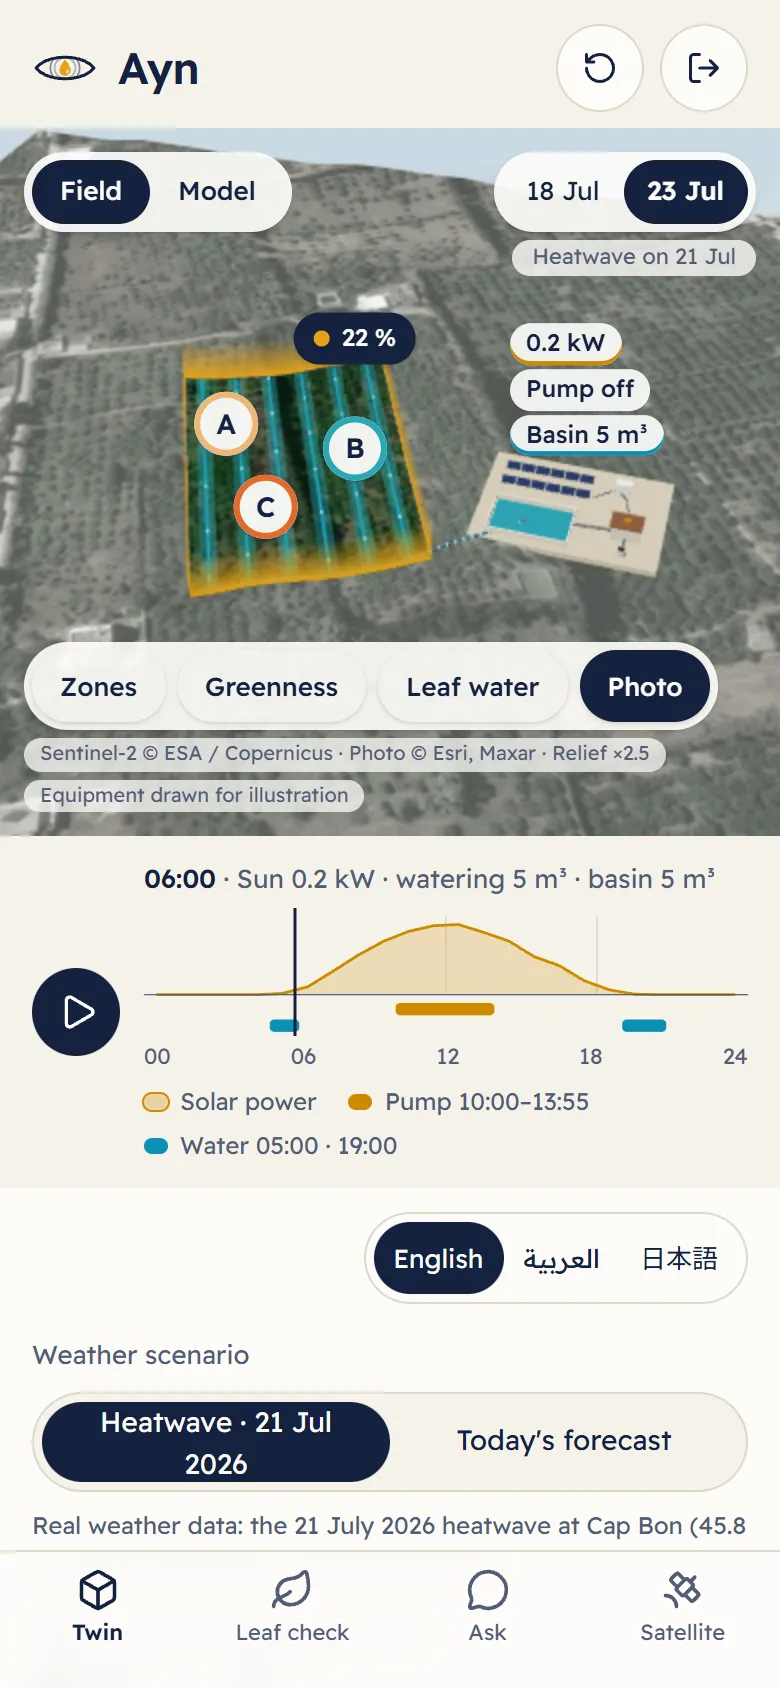 Ayn
Field Model
18 Jul 23 Jul
Heatwave on 21 Jul
22 %
0.2 kW
Pump off
Basin 5 m³
A
B
C
Zones Greenness Leaf water Photo
Sentinel-2 © ESA / Copernicus · Photo © Esri, Maxar · Relief ×2.5
Equipment drawn for illustration
06:00 · Sun 0.2 kW · watering 5 m³ · basin 5 m³
00 06 12 18 24
Solar power Pump 10:00–13:55
Water 05:00 · 19:00
English العربية 日本語
Weather scenario
Heatwave · 21 Jul
2026
Today's forecast
Real weather data: the 21 July 2026 heatwave at Cap Bon (45.8
Twin Leaf check Ask Satellite